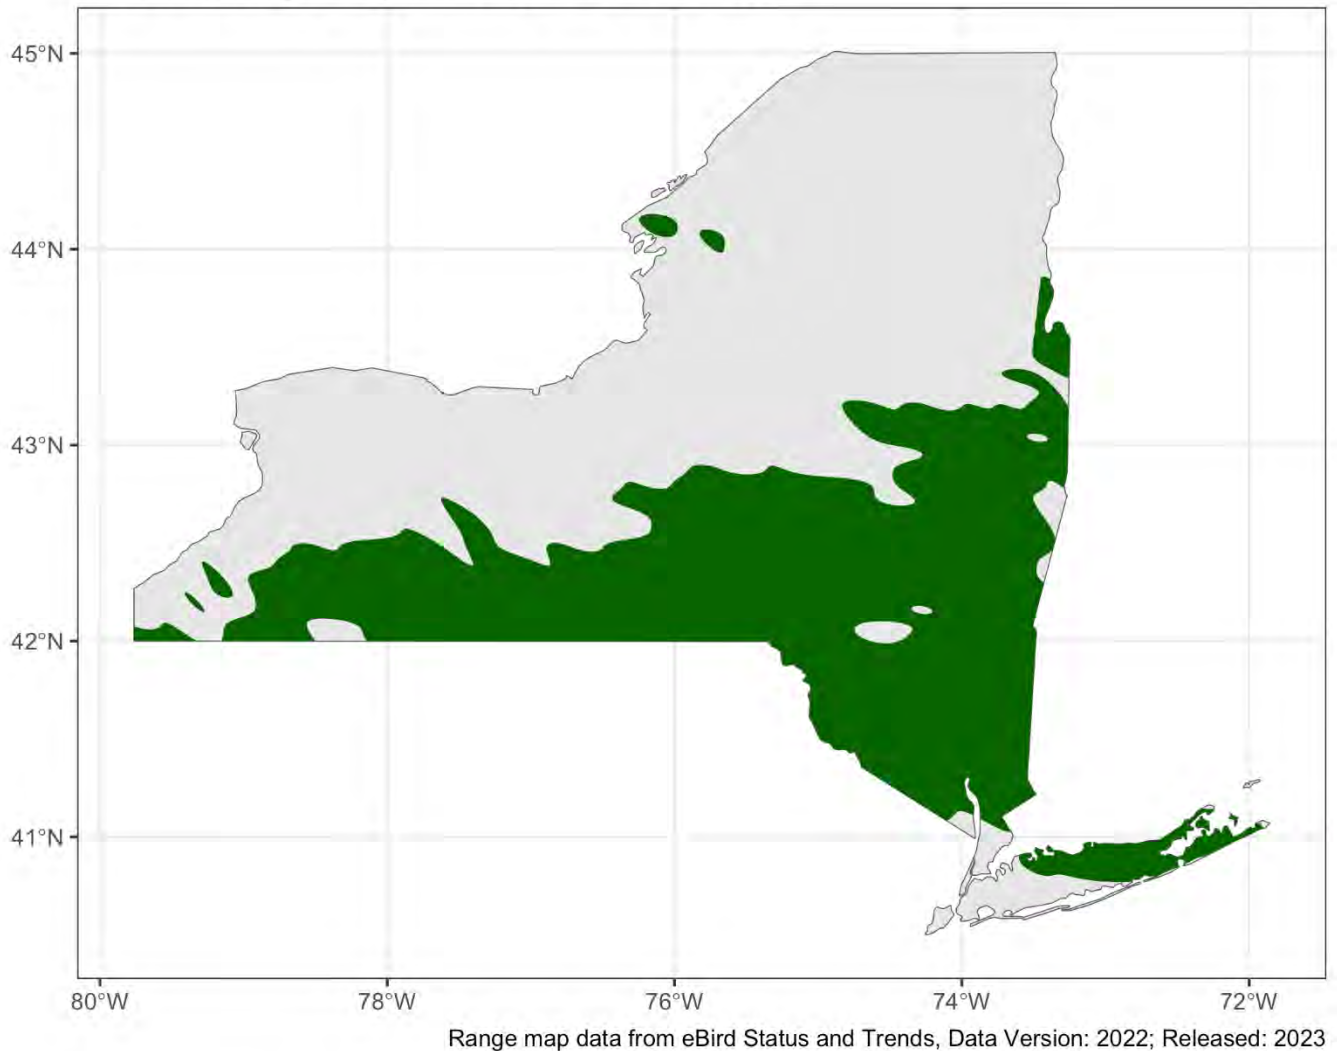 45°N
44°N
43°N
42°N
41°N
80°W 78°W 76°W 74°W 72°W
Range map data from eBird Status and Trends, Data Version: 2022; Released: 2023